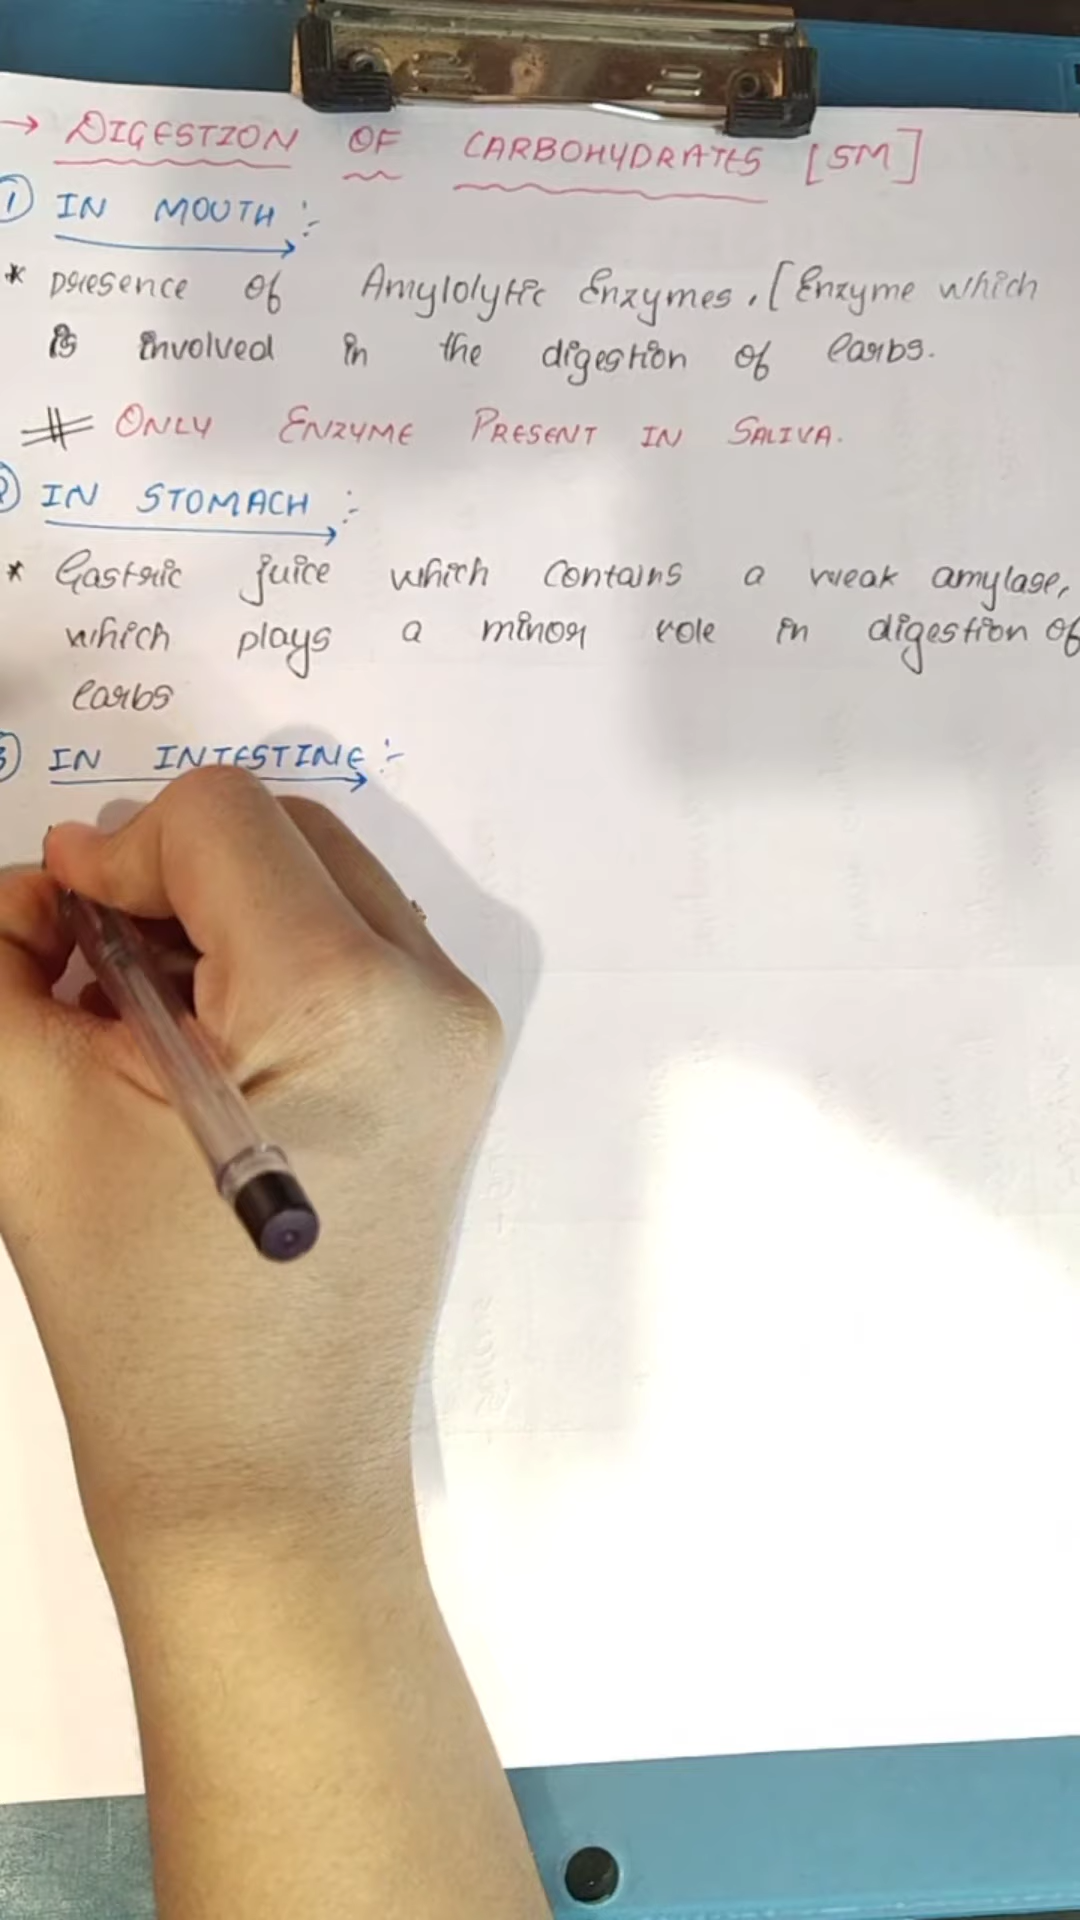 → DIGESTION OF CARBOHYDRATES [5M]
① IN MOUTH :-
* presence of Amylolytic Enzymes. [Enzyme which
is involved in the digestion of carbs.
# ONLY ENZYME PRESENT IN SALIVA.
② IN STOMACH :-
* Gastric juice which contains a weak amylase,
which plays a minor role in digestion of
carbs
③ IN INTESTINE :-